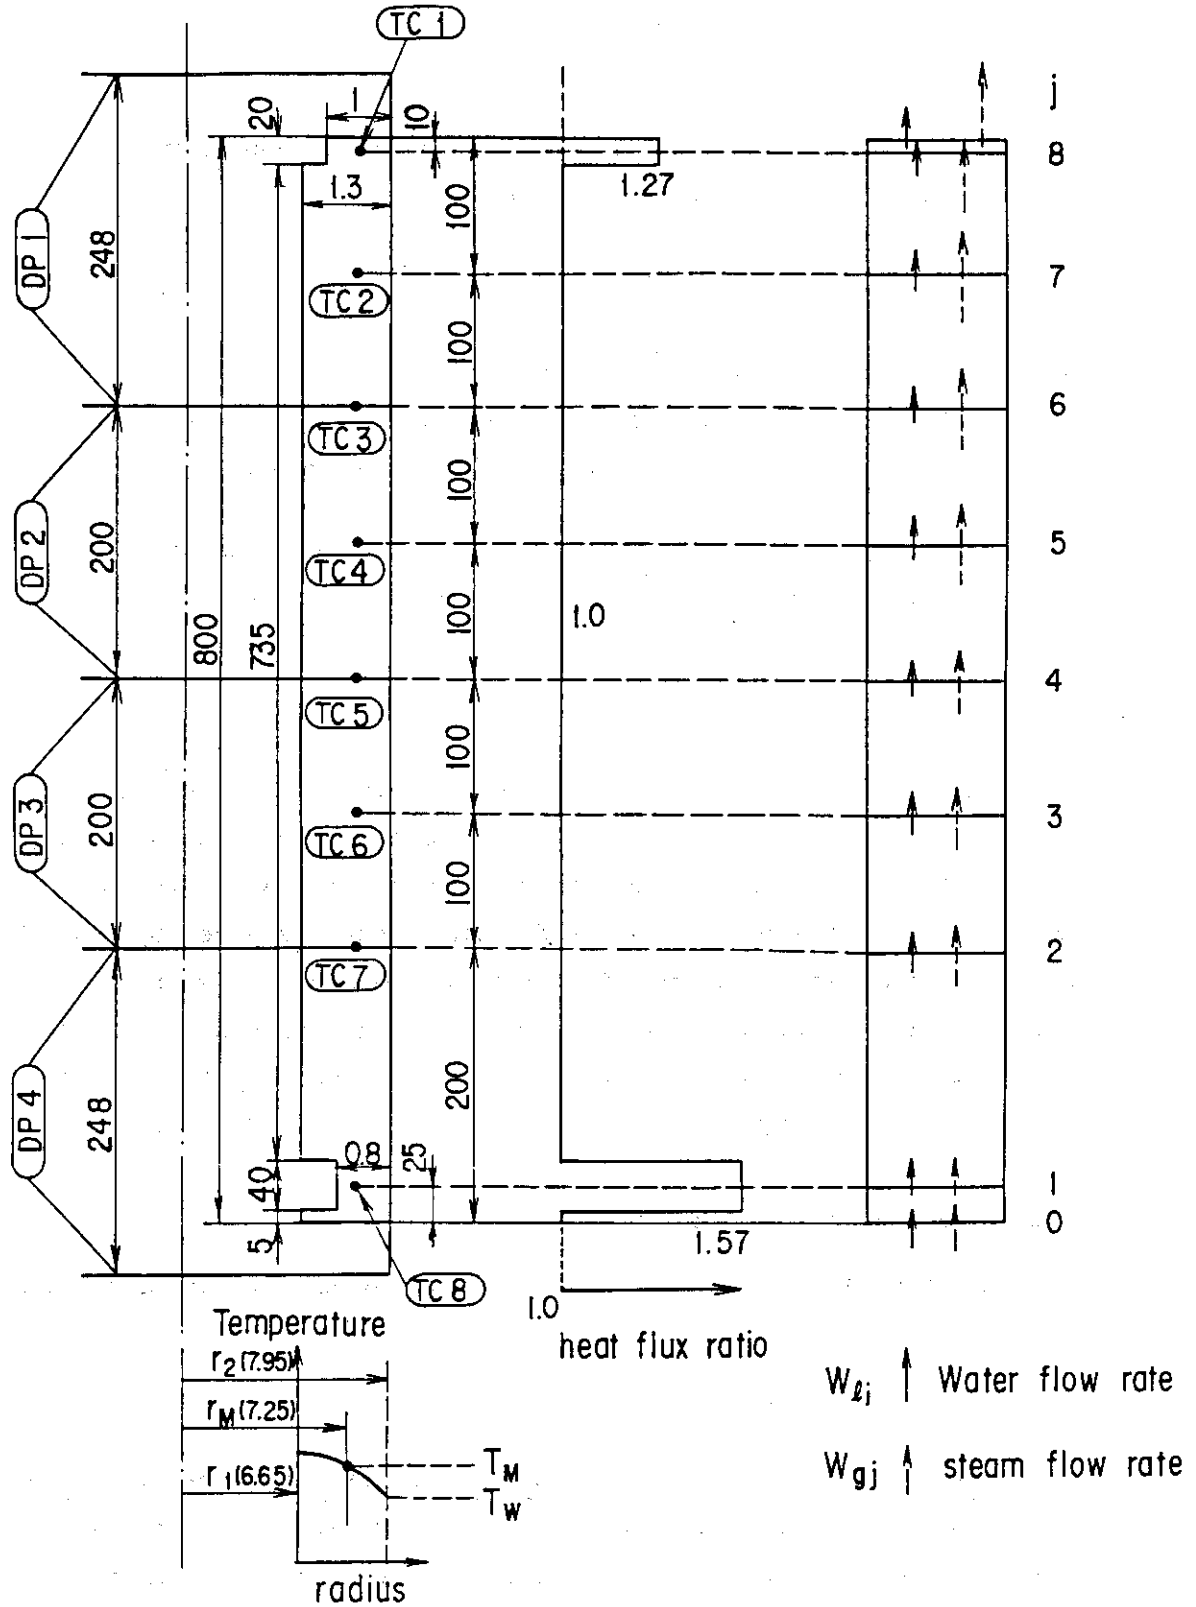 TC 1
j
20
1
10
8
1.3
1.27
DP 1
248
100
7
TC 2
100
6
TC 3
100
DP 2
200
5
TC 4
800
735
100
1.0
4
TC 5
100
DP 3
200
3
TC 6
100
2
TC 7
DP 4
248
200
0.8
25
40
1
0
5
1.57
TC 8
1.0
Temperature
heat flux ratio
r2 (7.95)
Wℓj Water flow rate
rM (7.25)
TM
Wgj steam flow rate
r1 (6.65)
TW
radius